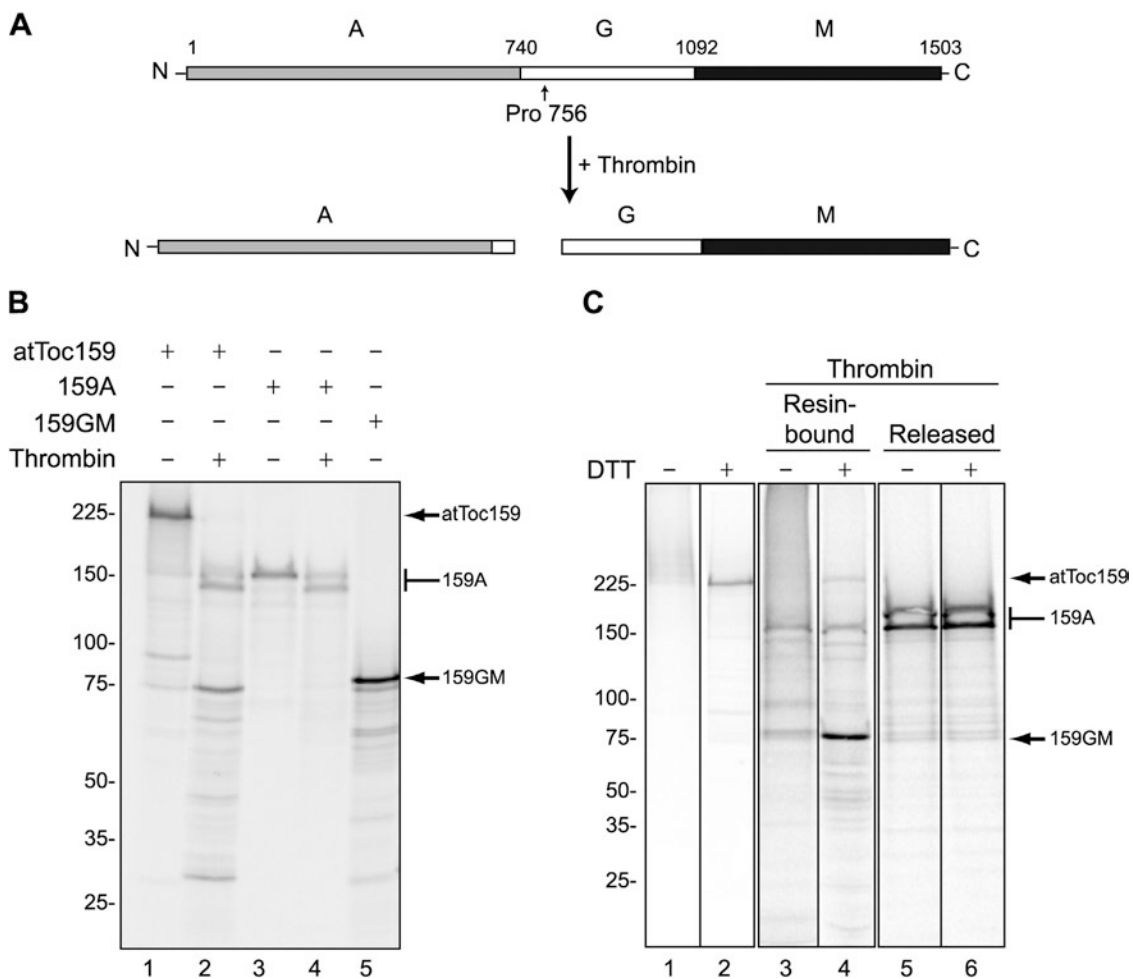 A
A G M
1 740 1092 1503
N C
Pro 756
+ Thrombin
A G M
N C
B
atToc159 + + – – –
159A – – + + –
159GM – – – – +
Thrombin – + – + –
225-
150-
100-
75-
50-
35-
25-
atToc159
159A
159GM
1 2 3 4 5
C
Thrombin
Resin-
bound Released
DTT – + – + – +
225-
150-
100-
75-
50-
35-
25-
atToc159
159A
159GM
1 2 3 4 5 6